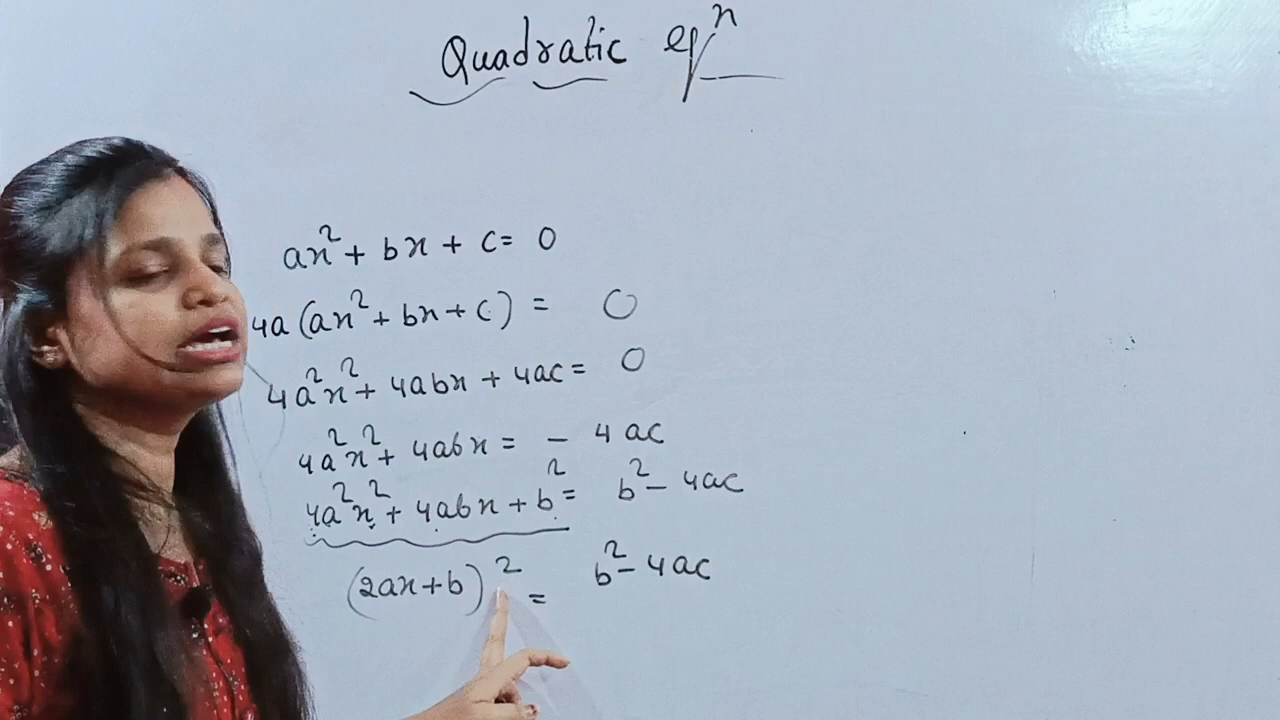 Quadratic eqⁿ
ax² + bx + c = 0
4a(ax² + bx + c) = 0
4a²x² + 4abx + 4ac = 0
4a²x² + 4abx = - 4ac
4a²x² + 4abx + b² = b² - 4ac
(2ax + b)² = b² - 4ac